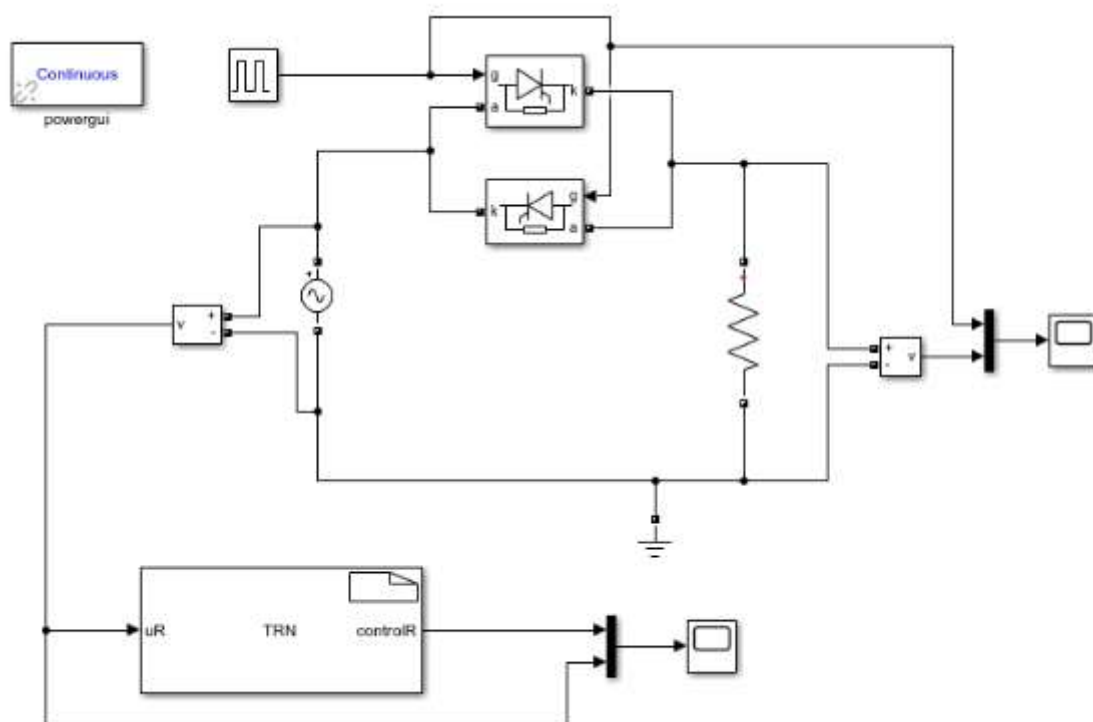 Continuous
powergui
g
k
a
g
k
a
+
v
+
-
+
-
v
uR
TRN
controlR